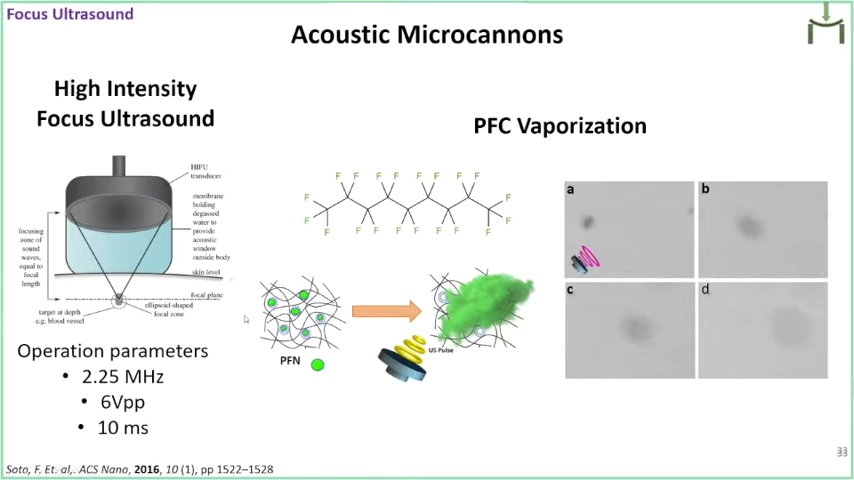 Focus Ultrasound
Acoustic Microcannons
High Intensity
Focus Ultrasound
HIFU
transducer
membrane
holding
degassed
water to
provide
acoustic
window
outside body
focusing
zone of
sound
waves,
equal to
focal
length
skin level
focal plane
target at depth
e.g, blood vessel
ellipsoid-shaped
focal zone
Operation parameters
• 2.25 MHz
• 6Vpp
• 10 ms
PFC Vaporization
F F F F F F F F
F F
F F
F F F F F F F F
PFN
US Pulse
a
b
c
d
Soto, F. Et. al,. ACS Nano, 2016, 10 (1), pp 1522–1528